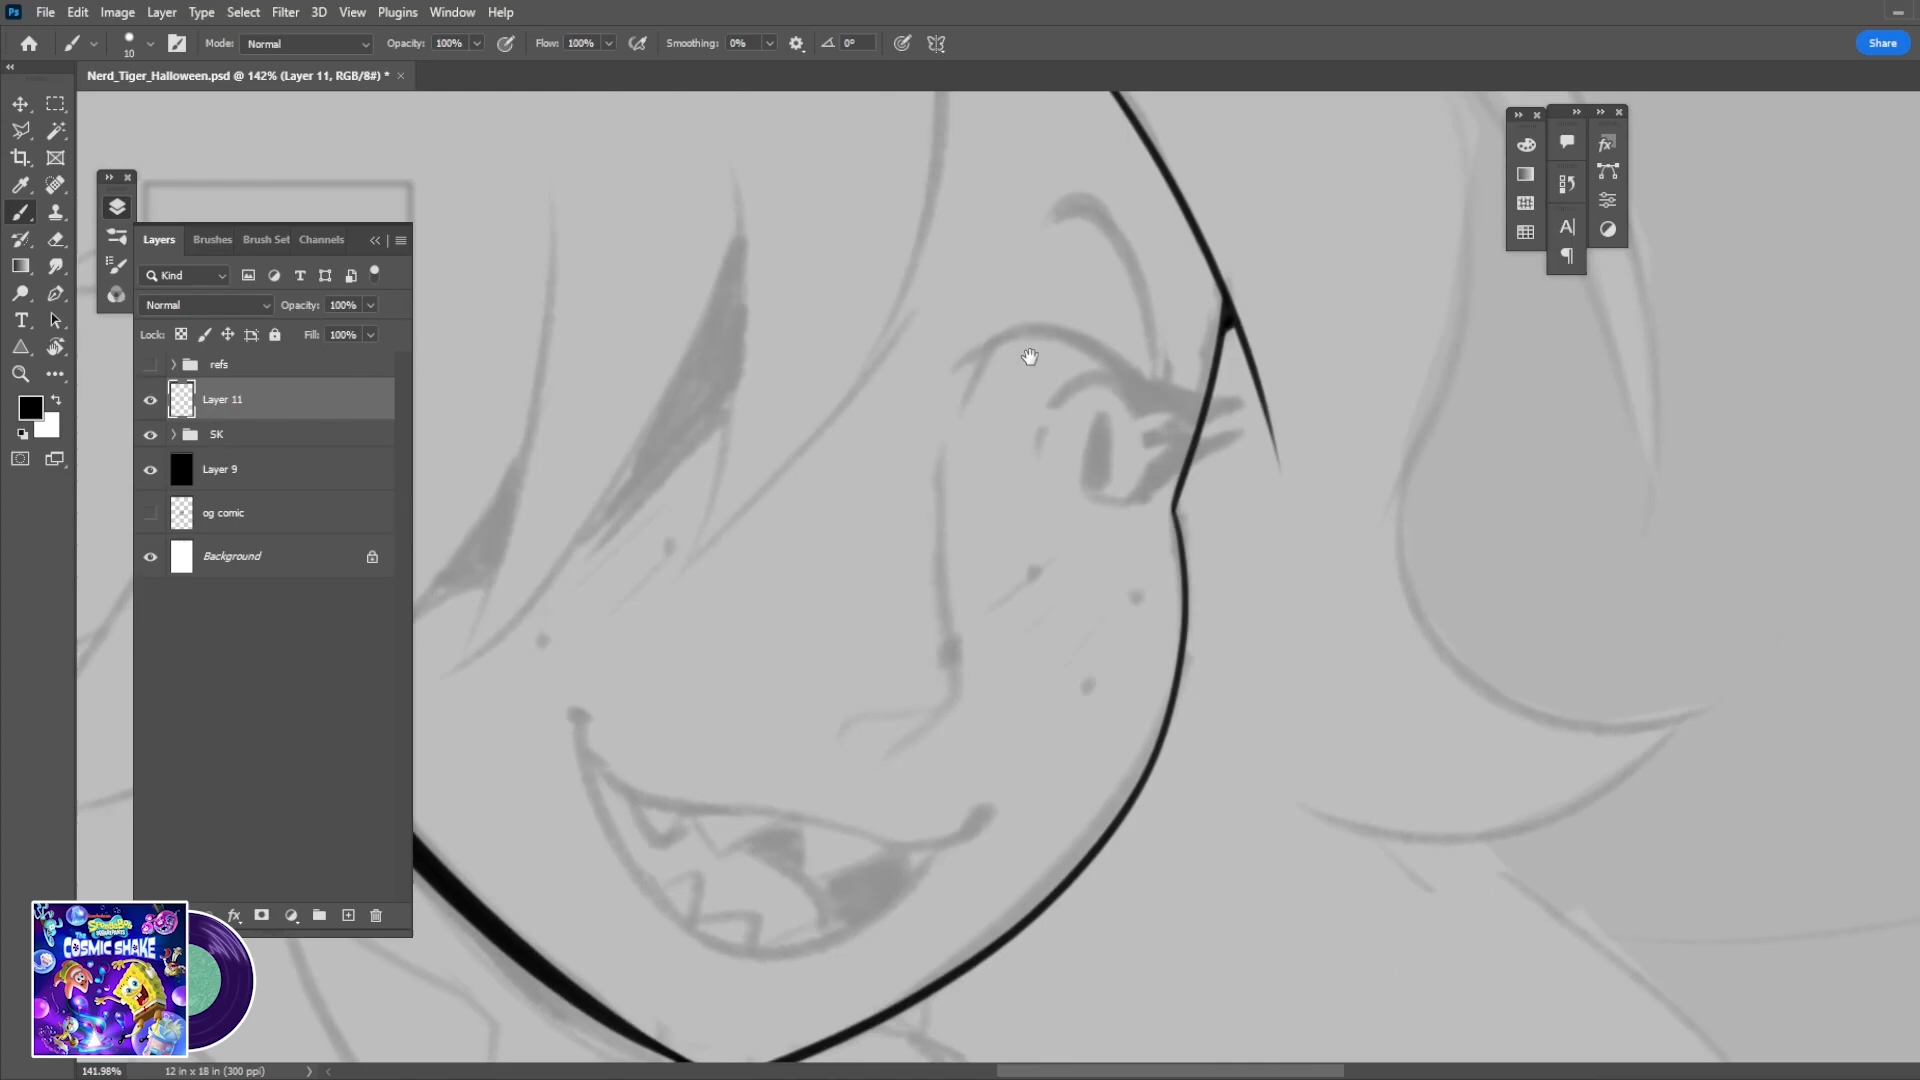 Ps File Edit Image Layer Type Select Filter 3D View Plugins Window Help
10 Mode: Normal Opacity: 100% Flow: 100% Smoothing: 0% 0° Share
Nerd_Tiger_Halloween.psd @ 142% (Layer 11, RGB/8#) *
Layers Brushes Brush Set Channels
Kind
Normal Opacity: 100%
Lock: Fill: 100%
refs
Layer 11
SK
Layer 9
og comic
Background
fx
nickelodeon
SpongeBob
SQUAREPANTS
THE
COSMIC SHAKE
141.98% 12 in x 18 in (300 ppi)